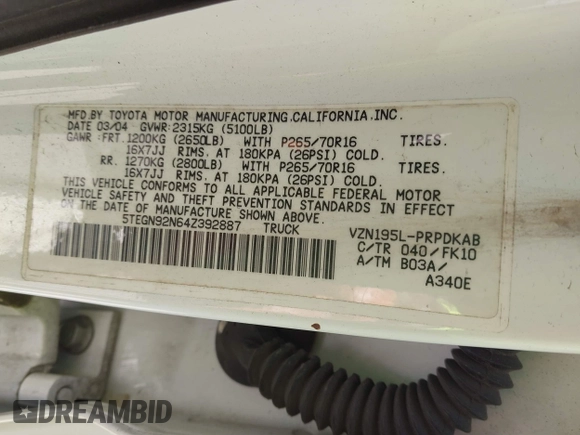 MFD.BY TOYOTA MOTOR MANUFACTURING.CALIFORNIA.INC.
DATE 03/04 GVWR:2315KG (5100LB)
GAWR: FRT.1200KG (2650LB) WITH P265/70R16 TIRES.
16X7JJ RIMS.AT 180KPA (26PSI) COLD.
RR. 1270KG (2800LB) WITH P265/70R16 TIRES.
16X7JJ RIMS.AT 180KPA (26PSI) COLD.
THIS VEHICLE CONFORMS TO ALL APPLICABLE FEDERAL MOTOR
VEHICLE SAFETY AND THEFT PREVENTION STANDARDS IN EFFECT
ON THE DATE OF MANUFACTURE SHOWN ABOVE.
5TEGN92N64Z392887 TRUCK
VZN195L-PRPDKAB
C/TR 040/FK10
A/TM B03A/
A340E
DREAMBID